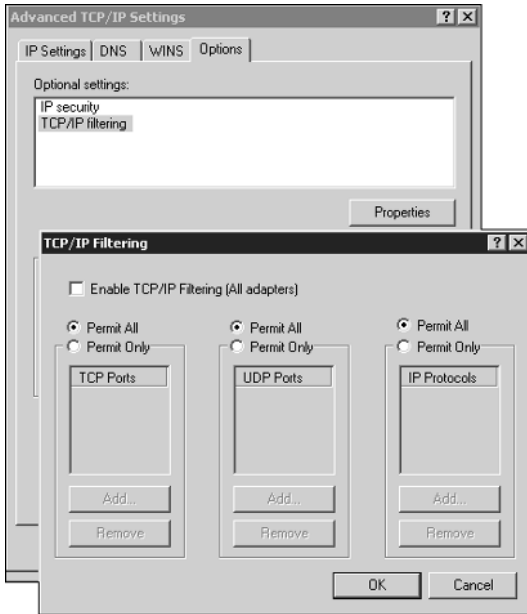 Advanced TCP/IP Settings
IP Settings DNS WINS Options
Optional settings:
IP security
TCP/IP filtering
Properties
TCP/IP Filtering
Enable TCP/IP Filtering (All adapters)
Permit All Permit All Permit All
Permit Only Permit Only Permit Only
TCP Ports UDP Ports IP Protocols
Add... Add... Add...
Remove Remove Remove
OK Cancel